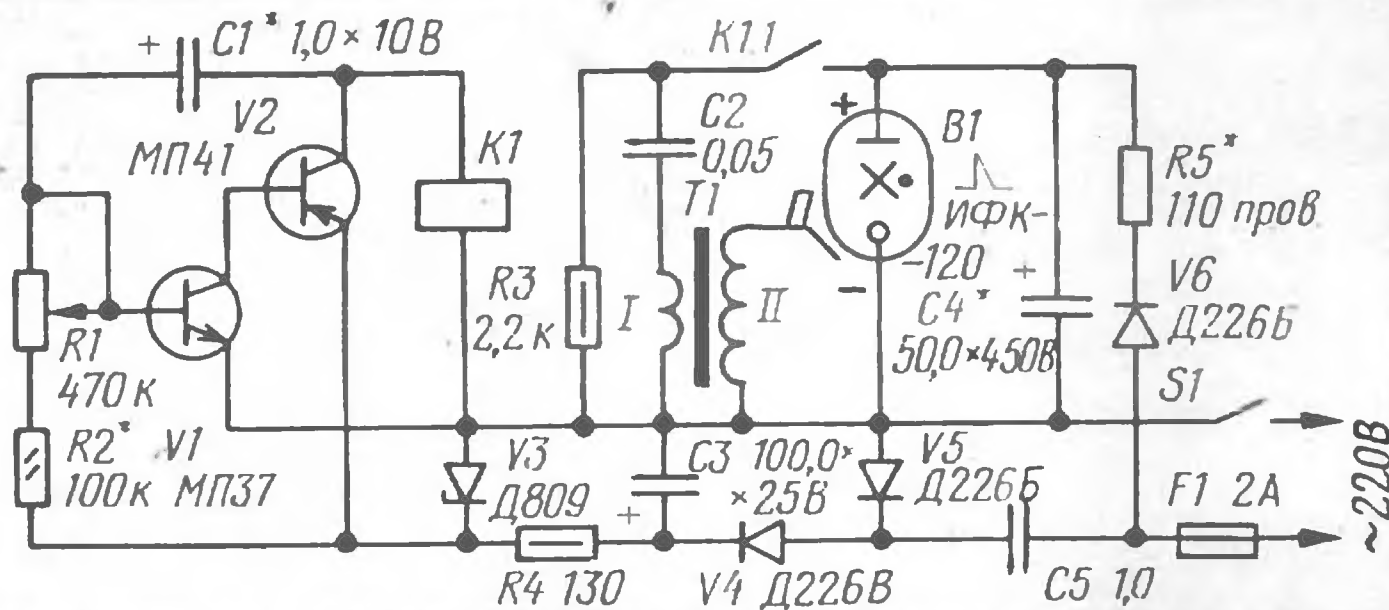 + C1* 1,0 × 10 В
V2
МП41
K1
R1
470 к
R2* V1
100к МП37
V3
Д809
R4 130
R3
2,2 к
K1.1
C2
0,05
T1
I
II
+
B1
ИФК-
-120
-
C4* +
50,0×450В
R5*
110 пров.
V6
Д226Б
S1
C3 100,0×
×25В
+
V5
Д226Б
V4 Д226В
C5 1,0
F1 2А
~220В